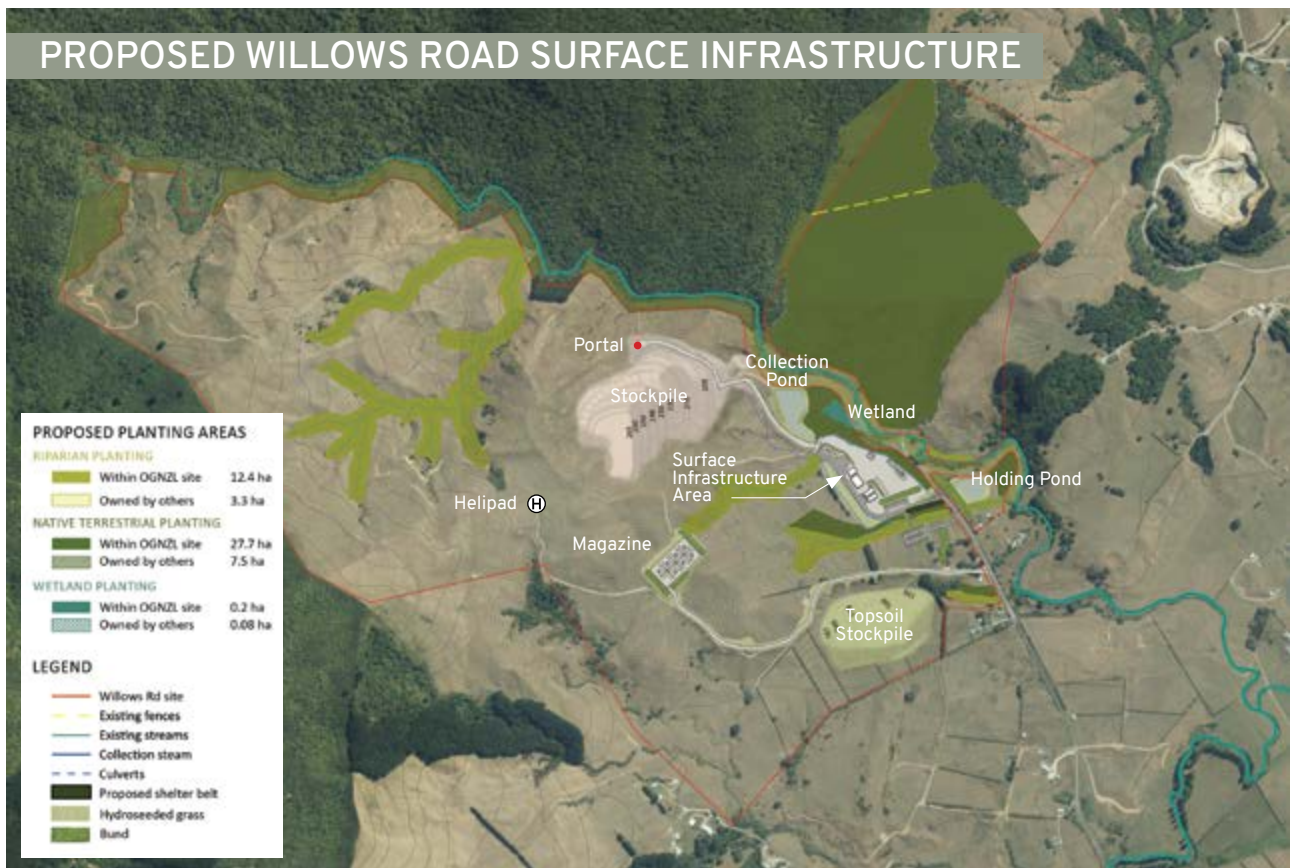 PROPOSED WILLOWS ROAD SURFACE INFRASTRUCTURE
Portal
Collection
Pond
Stockpile
Wetland
Surface
Infrastructure
Area
Holding Pond
Helipad
H
Magazine
Topsoil
Stockpile
PROPOSED PLANTING AREAS
RIPARIAN PLANTING
Within OGNZL site 12.4 ha
Owned by others 3.3 ha
NATIVE TERRESTRIAL PLANTING
Within OGNZL site 27.7 ha
Owned by others 7.5 ha
WETLAND PLANTING
Within OGNZL site 0.2 ha
Owned by others 0.08 ha
LEGEND
Willows Rd site
Existing fences
Existing streams
Collection steam
Culverts
Proposed shelter belt
Hydroseeded grass
Bund